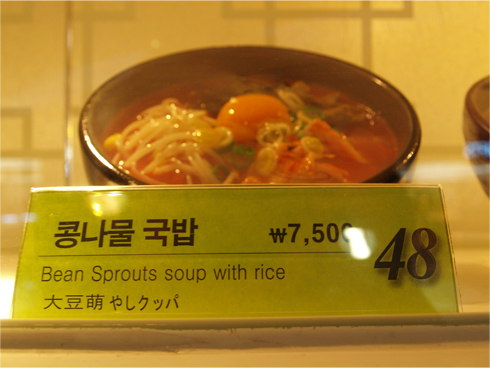 콩나물 국밥 ₩7,500
48
Bean Sprouts soup with rice
大豆萌やしクッパ